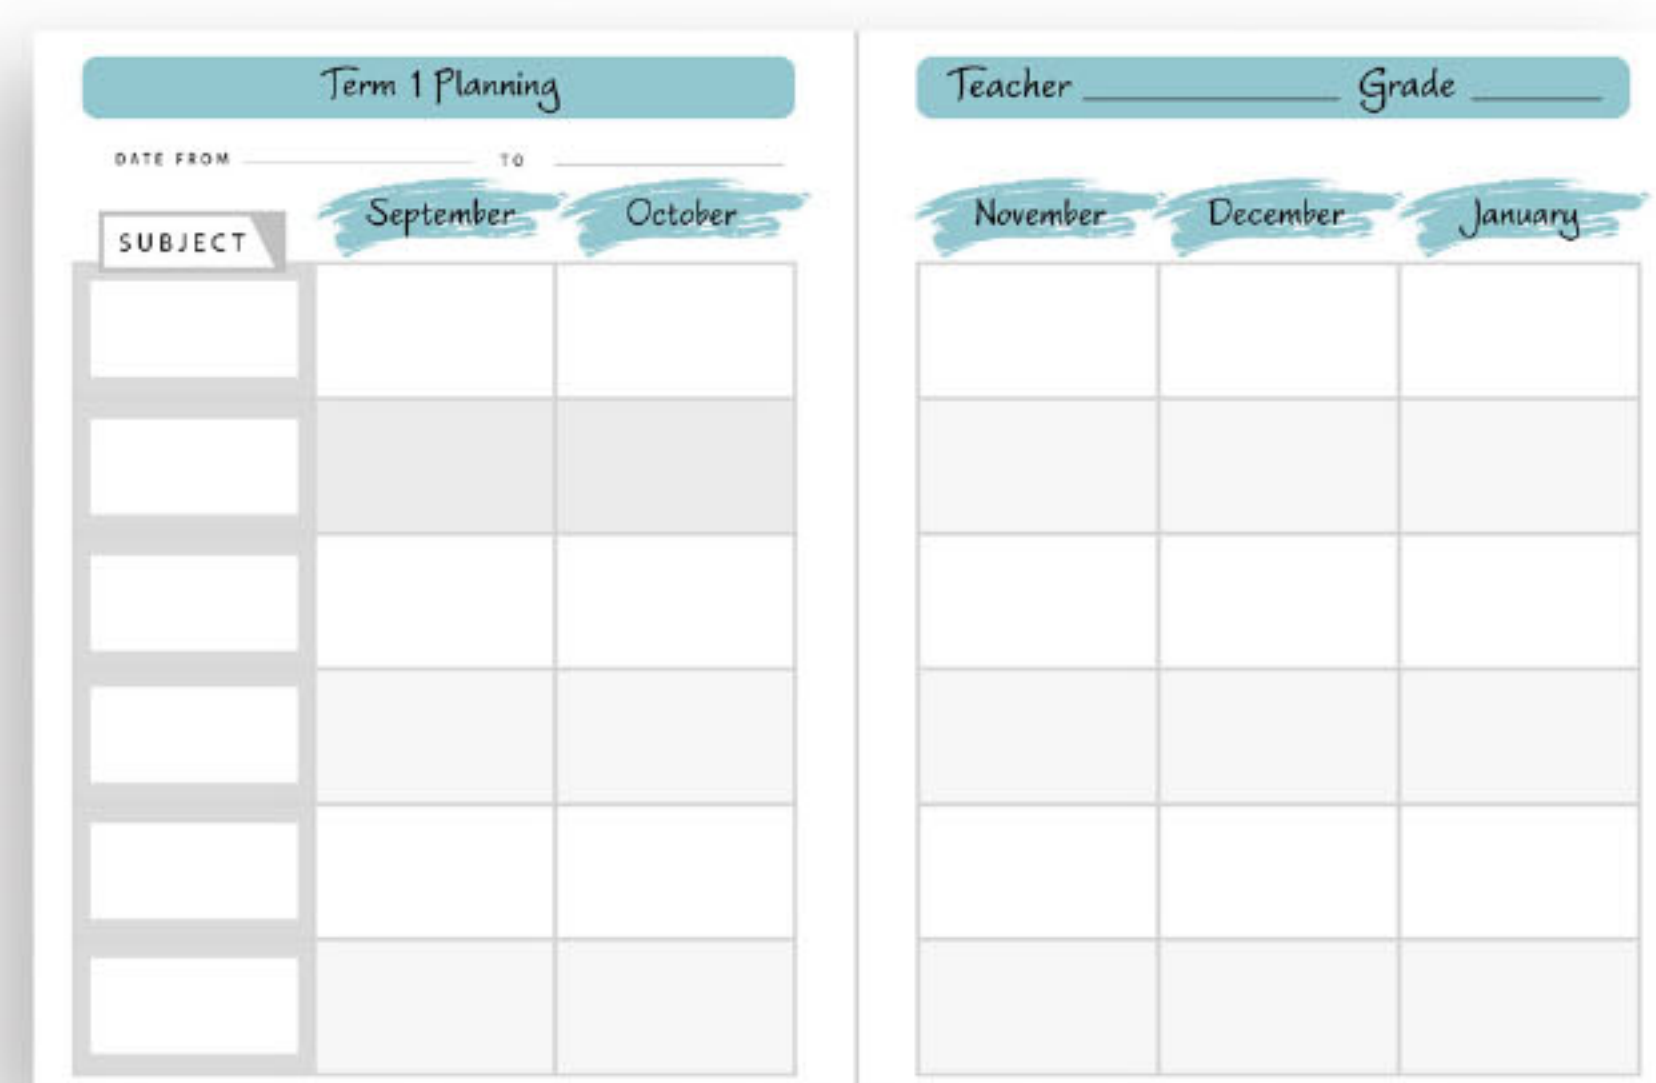 Term 1 Planning
DATE FROM TO
SUBJECT
September October
Teacher Grade
November December January